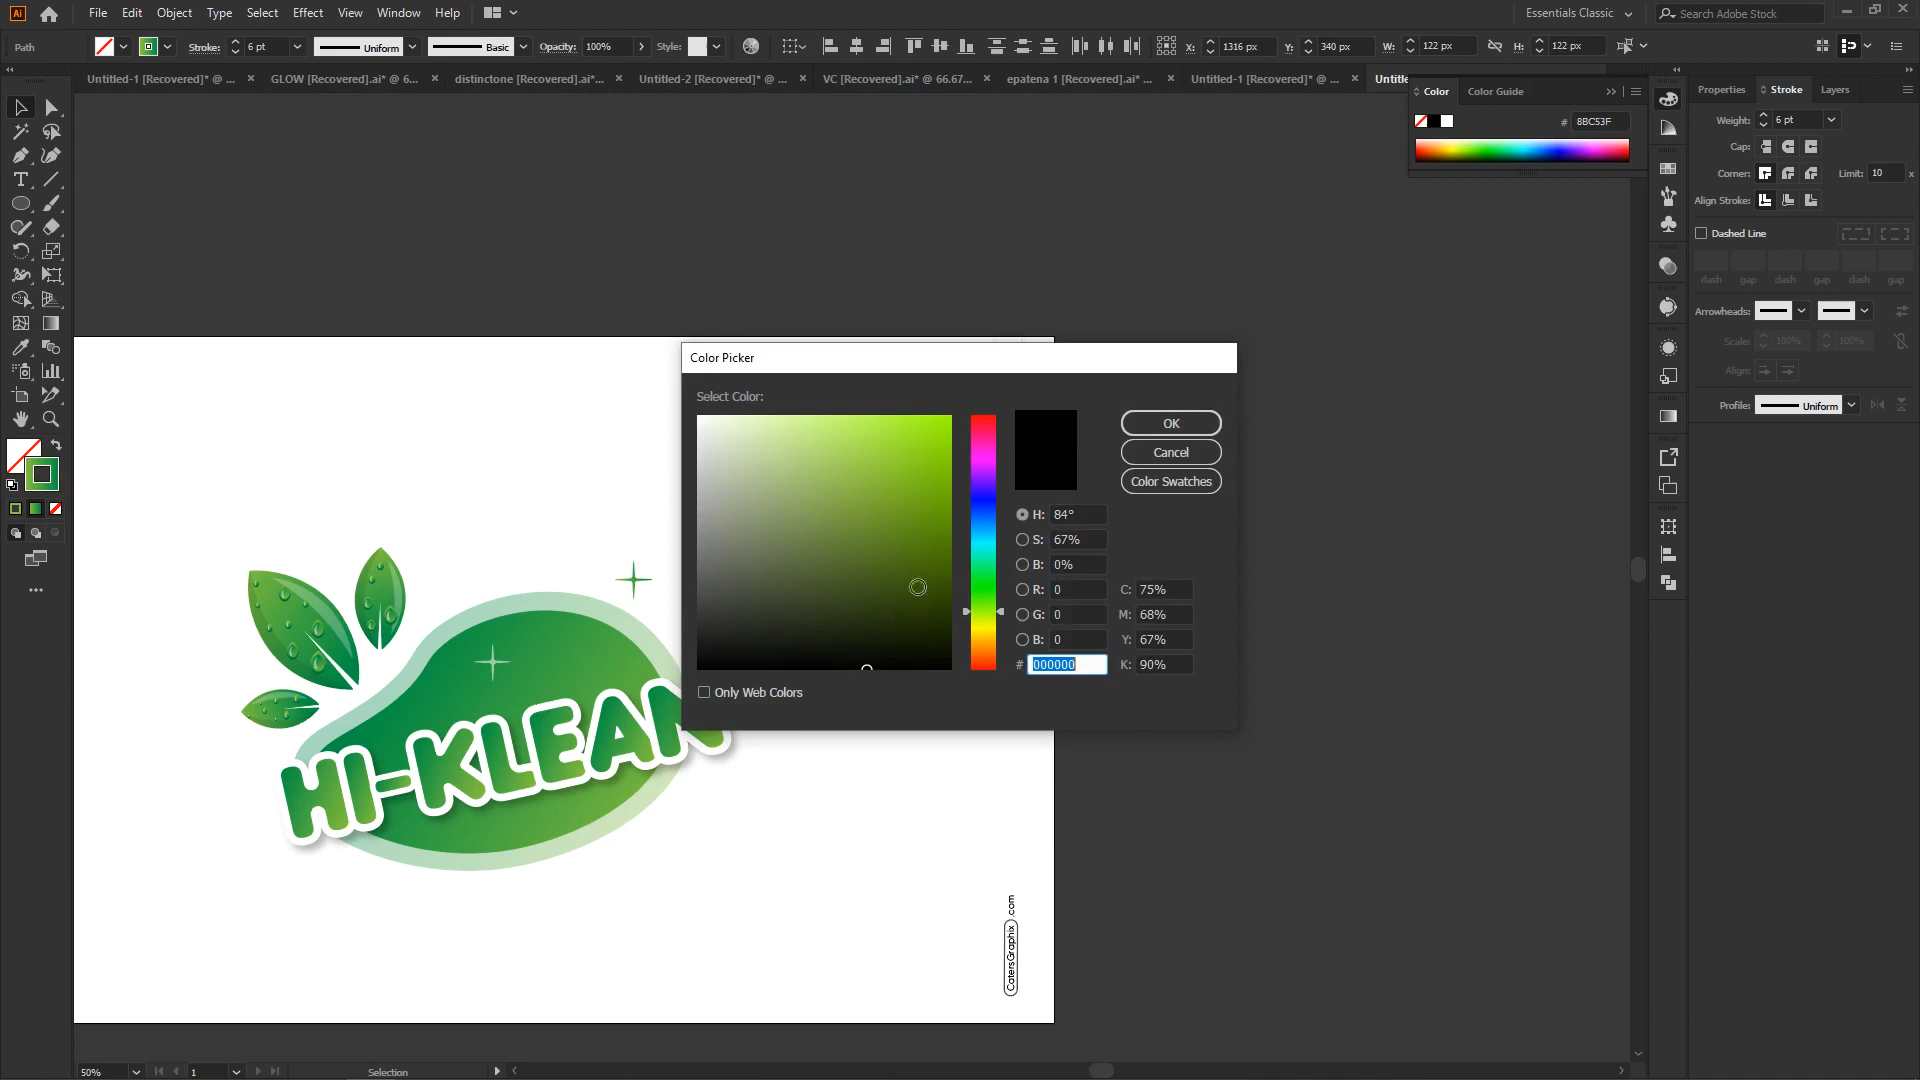 Ai File Edit Object Type Select Effect View Window Help Essentials Classic Search Adobe Stock
Path Stroke: 6 pt Uniform Basic Opacity: 100% Style: X: 1316 px Y: 340 px W: 122 px H: 122 px
Untitled-1 [Recovered]* @ ... × GLOW [Recovered].ai* @ 6... × distinctone [Recovered].ai*... × Untitled-2 [Recovered]* @ ... × VC [Recovered].ai* @ 66.67... × epatena 1 [Recovered].ai* ... × Untitled-1 [Recovered]* @ ... × Untitle
Color Color Guide
# 8BC53F
Properties Stroke Layers
Weight: 6 pt
Cap:
Corner: Limit: 10 x
Align Stroke:
Dashed Line
dash gap dash gap dash gap
Arrowheads:
Scale: 100% 100%
Align:
Profile: Uniform
Color Picker
Select Color:
OK
Cancel
Color Swatches
H: 84°
S: 67%
B: 0%
R: 0 C: 75%
G: 0 M: 68%
B: 0 Y: 67%
# 000000 K: 90%
Only Web Colors
HI-KLEAN
CatersGraphix.com
50% 1 Selection